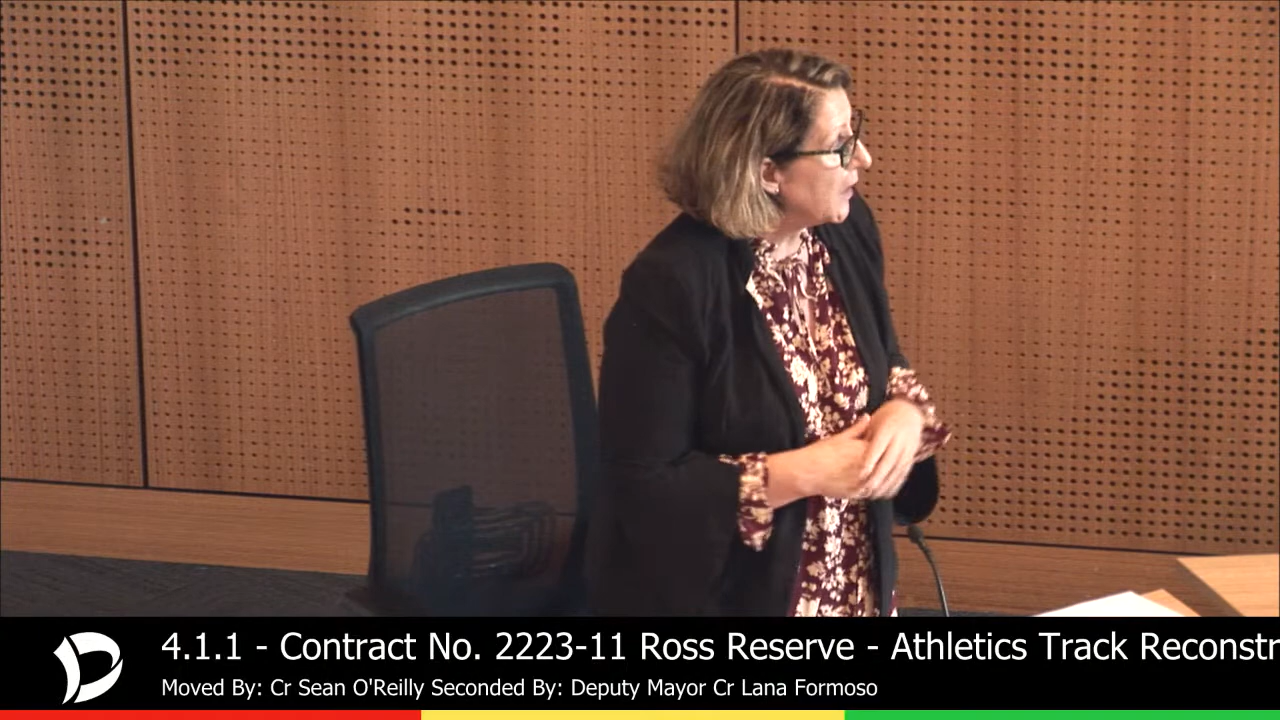 4.1.1 - Contract No. 2223-11 Ross Reserve - Athletics Track Reconstr
Moved By: Cr Sean O'Reilly Seconded By: Deputy Mayor Cr Lana Formoso